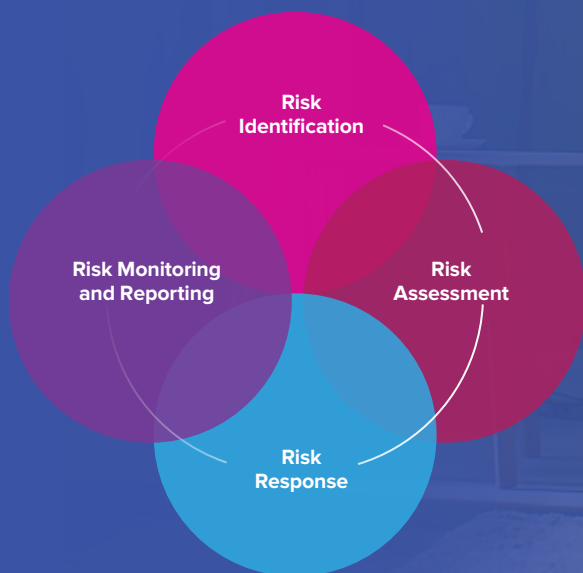 Risk
Identification
Risk Monitoring
and Reporting
Risk
Assessment
Risk
Response